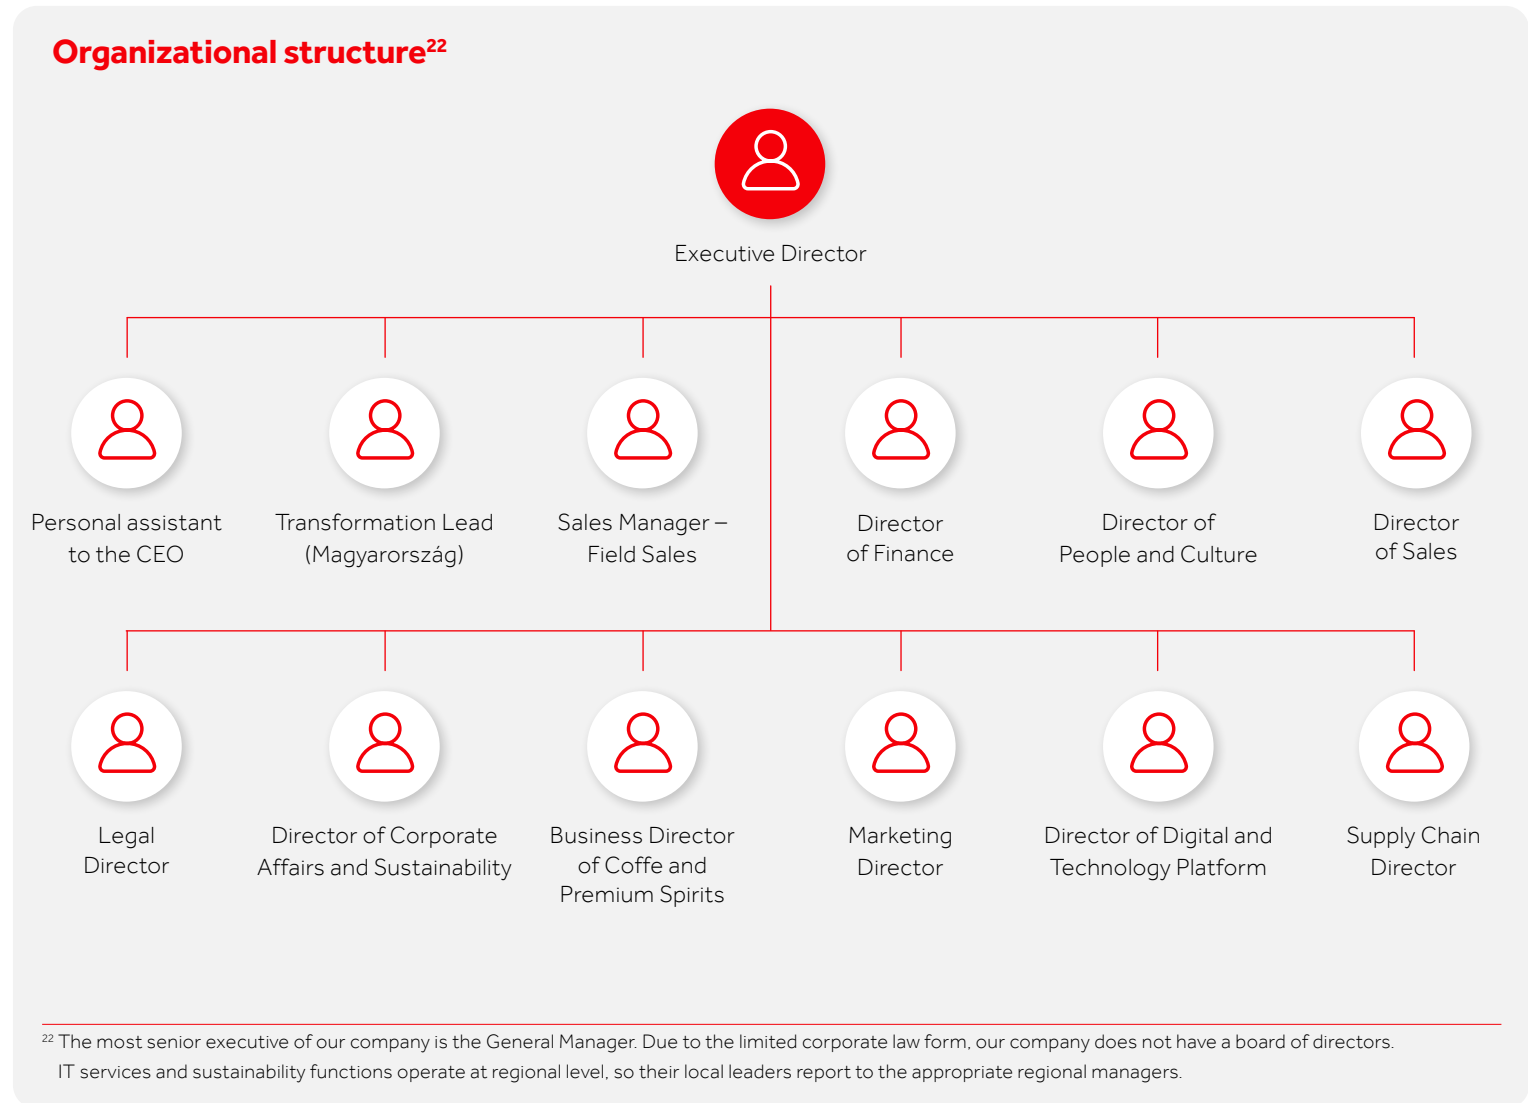 Organizational structure22
Executive Director
Personal assistant
to the CEO
Transformation Lead
(Magyarország)
Sales Manager –
Field Sales
Director
of Finance
Director of
People and Culture
Director
of Sales
Legal
Director
Director of Corporate
Affairs and Sustainability
Business Director
of Coffe and
Premium Spirits
Marketing
Director
Director of Digital and
Technology Platform
Supply Chain
Director
22 The most senior executive of our company is the General Manager. Due to the limited corporate law form, our company does not have a board of directors.
IT services and sustainability functions operate at regional level, so their local leaders report to the appropriate regional managers.